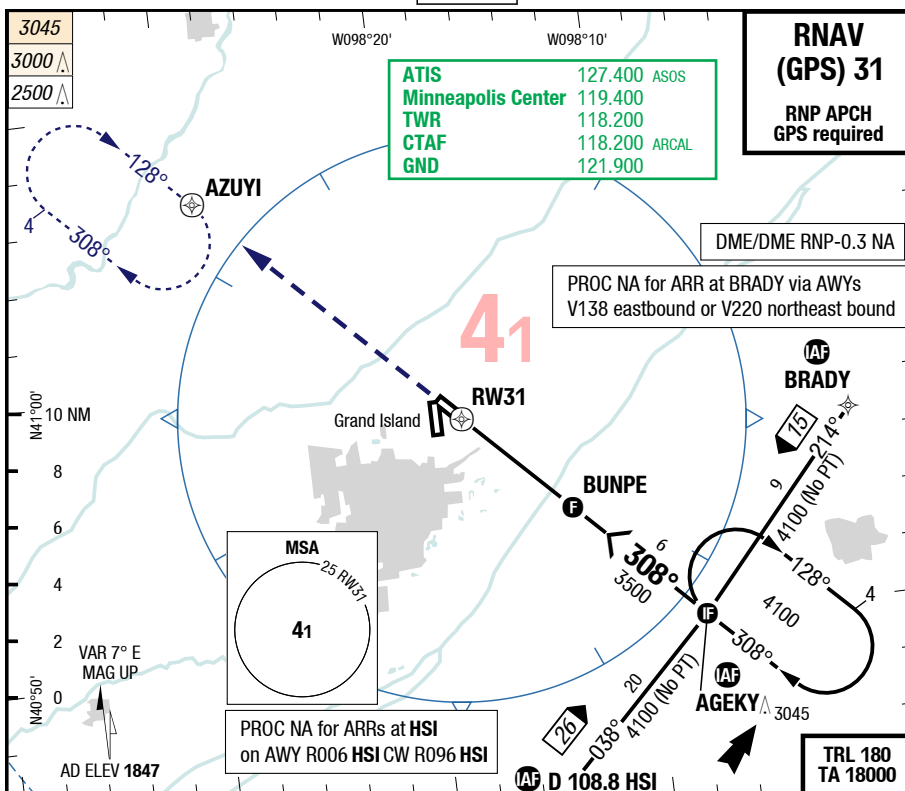 3045
3000
2500
W098°20'
W098°10'
RNAV
(GPS) 31
RNP APCH
GPS required
ATIS 127.400 ASOS
Minneapolis Center 119.400
TWR 118.200
CTAF 118.200 ARCAL
GND 121.900
128°
AZUYI
4
308°
DME/DME RNP-0.3 NA
PROC NA for ARR at BRADY via AWYs
V138 eastbound or V220 northeast bound
41
IAF
BRADY
N41°00'
10 NM
RW31
Grand Island
15
214°
9
4100 (No PT)
8
BUNPE
F
6
6
308°
3500
MSA
25 RW31
41
128°
4
4
4100
IF
308°
2
VAR 7° E
MAG UP
20
4100 (No PT)
IAF
AGEKY
3045
N40°50'
0
PROC NA for ARRs at HSI
on AWY R006 HSI CW R096 HSI
26
038°
AD ELEV 1847
IAF D 108.8 HSI
TRL 180
TA 18000